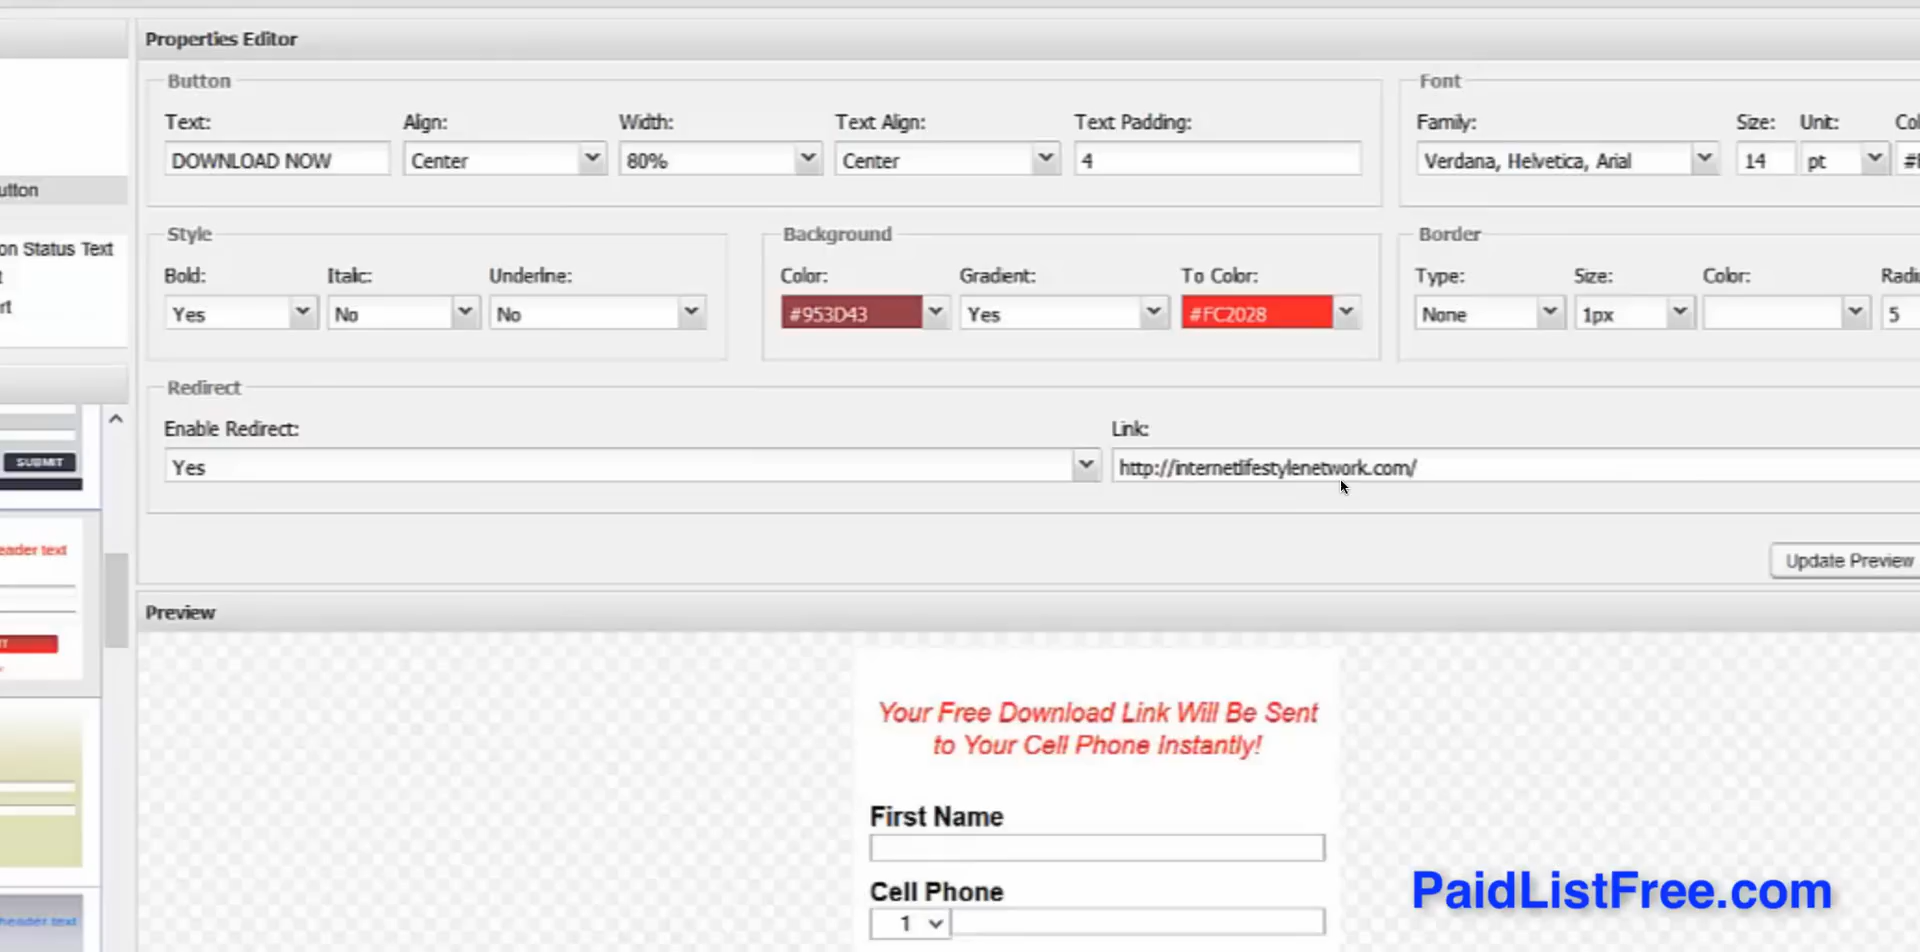 Properties Editor
Button
Text: Align: Width: Text Align: Text Padding:
DOWNLOAD NOW Center 80% Center 4
Font
Family: Size: Unit:
Verdana, Helvetica, Arial 14 pt
Style
Bold: Italic: Underline:
Yes No No
Background
Color: Gradient: To Color:
#953D43 Yes #FC2028
Border
Type: Size: Color:
None 1px 5
Redirect
Enable Redirect: Link:
Yes http://internetlifestylenetwork.com/
Update Preview
Status Text
SUBMIT
text
header text
Preview
Your Free Download Link Will Be Sent
to Your Cell Phone Instantly!
First Name
Cell Phone
1
PaidListFree.com